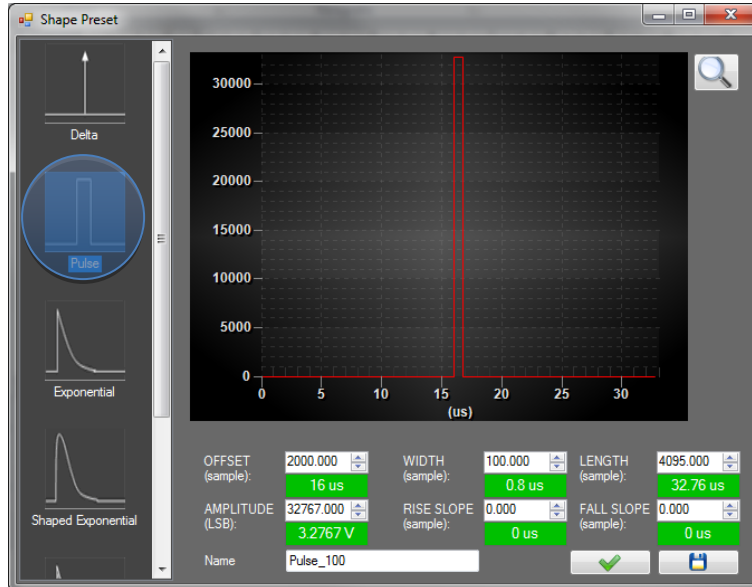 Shape Preset
Delta
Pulse
Exponential
Shaped Exponential
30000
25000
20000
15000
10000
5000
0
0 5 10 15 20 25 30
(us)
OFFSET (sample): 2000.000 WIDTH (sample): 100.000 LENGTH (sample): 4095.000
16 us 0.8 us 32.76 us
AMPLITUDE (LSB): 32767.000 RISE SLOPE (sample): 0.000 FALL SLOPE (sample): 0.000
3.2767 V 0 us 0 us
Name Pulse_100